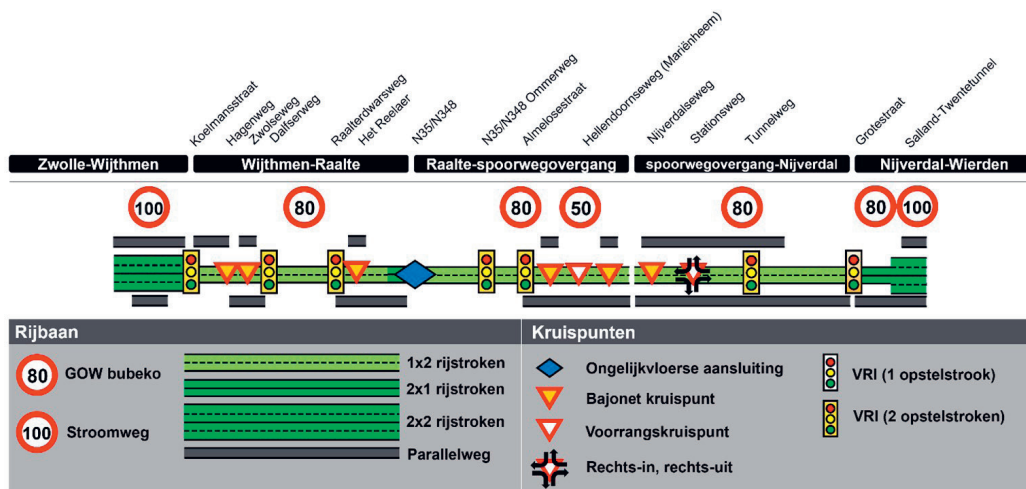 Koelmansstraat
Hagenweg
Zwolseweg
Dalfserweg
Raalterdwarsweg
Het Reelaer
N35/N348
N35/N348 Ommerweg
Almelosestraat
Hellendoornseweg (Mariënheem)
Nijverdalseweg
Stationsweg
Tunnelweg
Grotestraat
Salland-Twentetunnel
Zwolle-Wijthmen
Wijthmen-Raalte
Raalte-spoorwegovergang
spoorwegovergang-Nijverdal
Nijverdal-Wierden
100
80
80
50
80
80
100
Rijbaan
80 GOW bubeko
100 Stroomweg
1x2 rijstroken
2x1 rijstroken
2x2 rijstroken
Parallelweg
Kruispunten
Ongelijkvloerse aansluiting
Bajonet kruispunt
Voorrangskruispunt
Rechts-in, rechts-uit
VRI (1 opstelstrook)
VRI (2 opstelstroken)